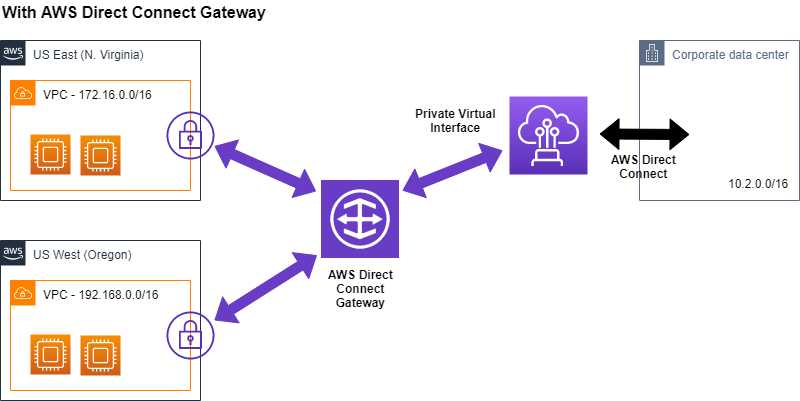 With AWS Direct Connect Gateway
aws
US East (N. Virginia)
VPC - 172.16.0.0/16
Private Virtual
Interface
Corporate data center
AWS Direct
Connect
10.2.0.0/16
aws
US West (Oregon)
VPC - 192.168.0.0/16
AWS Direct
Connect
Gateway